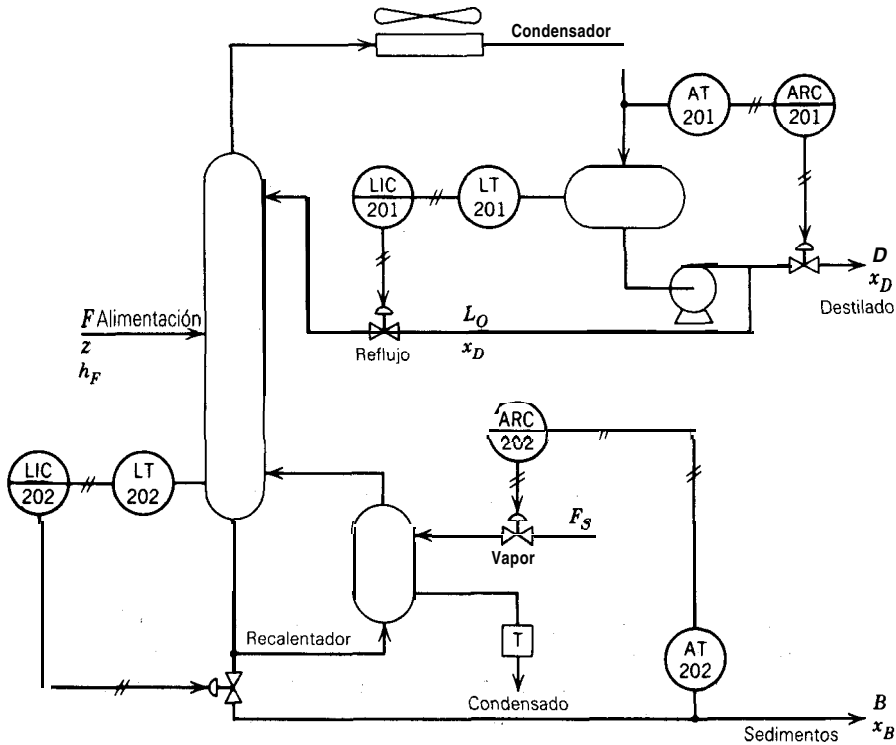 Condensador
AT
201
ARC
201
LIC
201
LT
201
D
x_D
Destilado
F Alimentación
z
h_F
L_O
x_D
Reflujo
ARC
202
LIC
202
LT
202
F_S
Vapor
Recalentador
T
AT
202
Condensado
B
x_B
Sedimentos